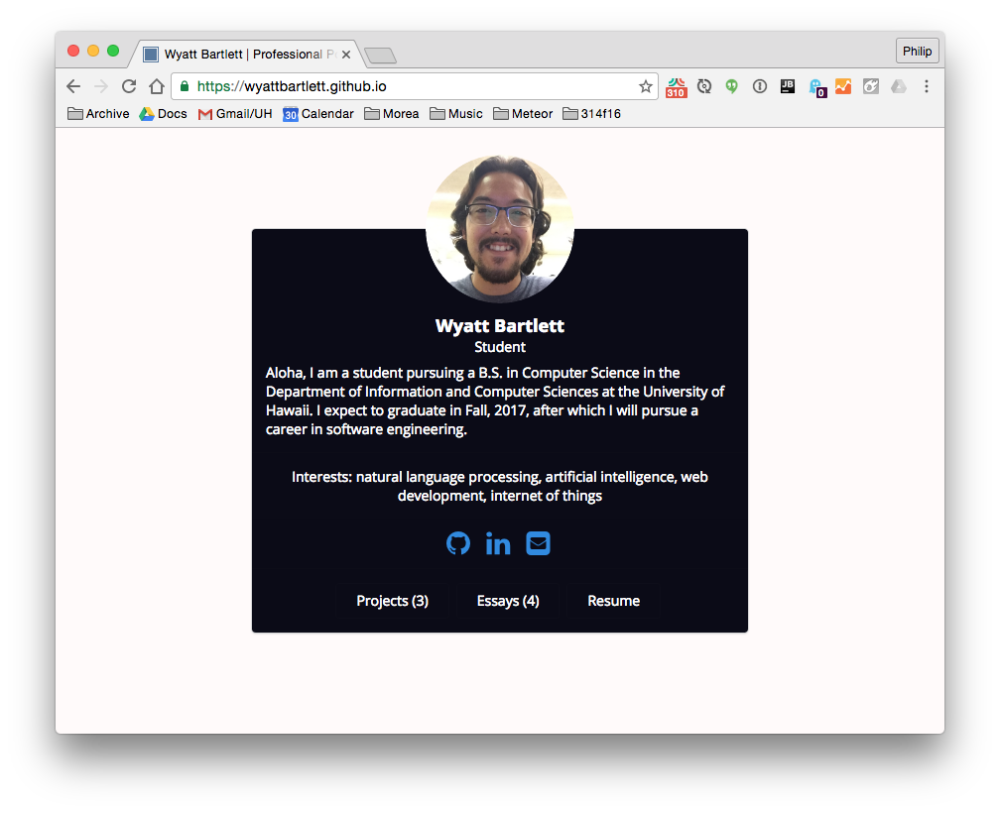 Wyatt Bartlett | Professional P
Philip
https://wyattbartlett.github.io
310
JB
0
Archive Docs Gmail/UH 30 Calendar Morea Music Meteor 314f16
Wyatt Bartlett
Student
Aloha, I am a student pursuing a B.S. in Computer Science in the
Department of Information and Computer Sciences at the University of
Hawaii. I expect to graduate in Fall, 2017, after which I will pursue a
career in software engineering.
Interests: natural language processing, artificial intelligence, web
development, internet of things
in
Projects (3) Essays (4) Resume